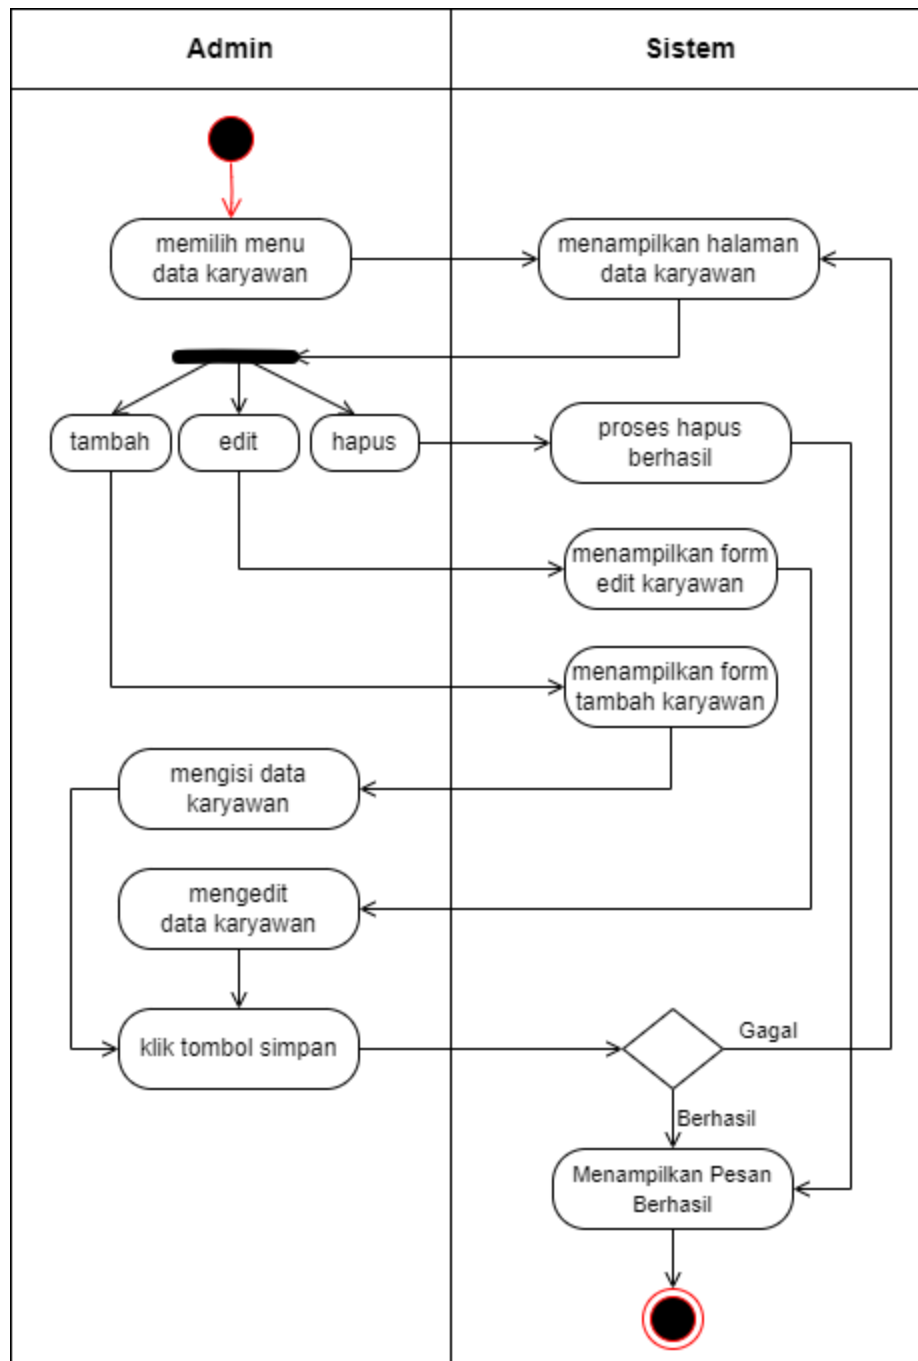 Admin
Sistem
memilih menu
data karyawan
menampilkan halaman
data karyawan
tambah
edit
hapus
proses hapus
berhasil
menampilkan form
edit karyawan
menampilkan form
tambah karyawan
mengisi data
karyawan
mengedit
data karyawan
klik tombol simpan
Gagal
Berhasil
Menampilkan Pesan
Berhasil